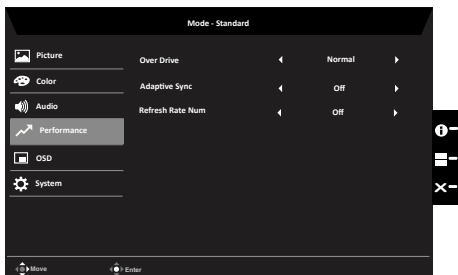 Mode - Standard
Picture
Over Drive Normal
Color
Adaptive Sync Off
Audio
Refresh Rate Num Off
Performance
OSD
System
Move Enter